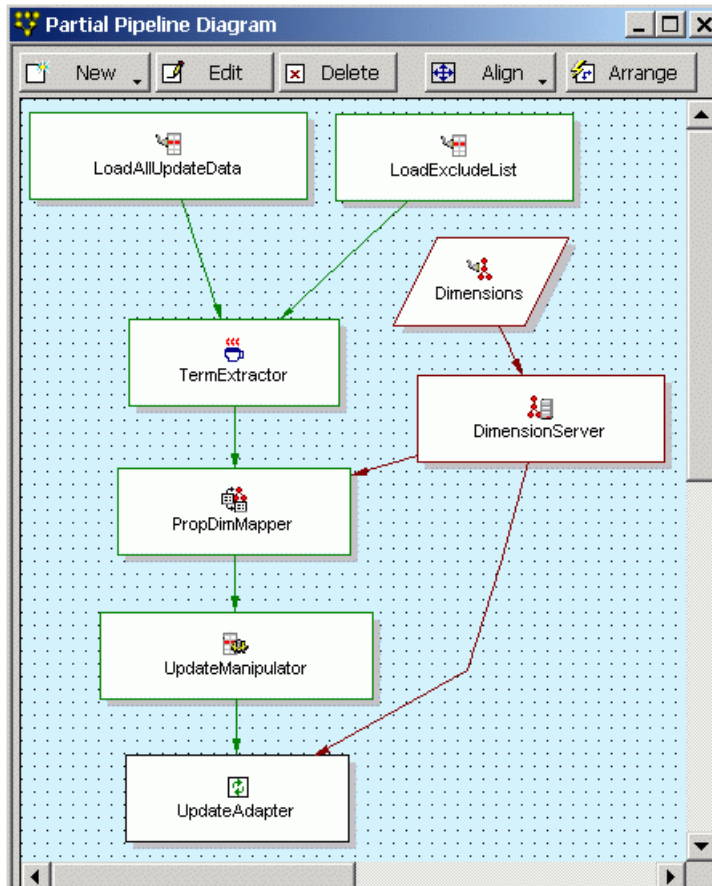 Partial Pipeline Diagram
New Edit Delete Align Arrange
LoadAllUpdateData
LoadExcludeList
Dimensions
TermExtractor
DimensionServer
PropDimMapper
UpdateManipulator
UpdateAdapter